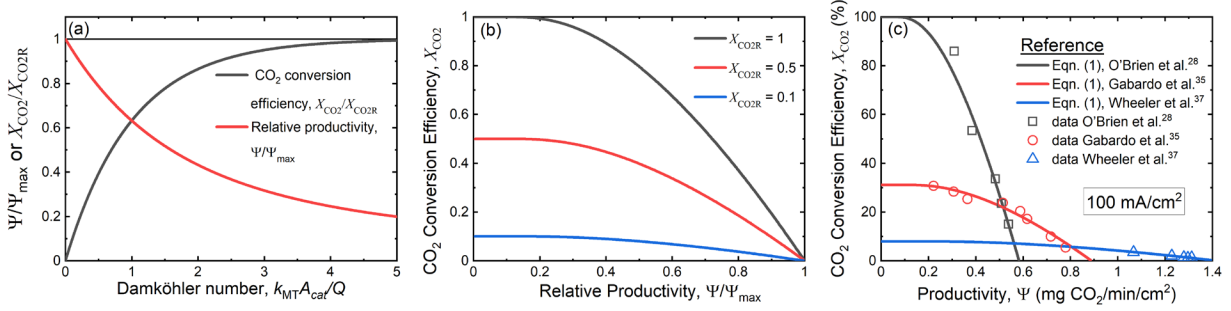 (a)
Ψ/Ψmax or XCO2/XCO2R
1
0.8
0.6
0.4
0.2
0
CO2 conversion
efficiency, XCO2/XCO2R
Relative productivity,
Ψ/Ψmax
0 1 2 3 4 5
Damköhler number, kMTAcat/Q
(b)
CO2 Conversion Efficiency, XCO2
1
0.8
0.6
0.4
0.2
0
XCO2R = 1
XCO2R = 0.5
XCO2R = 0.1
0 0.2 0.4 0.6 0.8 1
Relative Productivity, Ψ/Ψmax
(c)
CO2 Conversion Efficiency, XCO2 (%)
100
80
60
40
20
0
Reference
Eqn. (1), O'Brien et al.28
Eqn. (1), Gabardo et al.35
Eqn. (1), Wheeler et al.37
data O'Brien et al.28
data Gabardo et al.35
data Wheeler et al.37
100 mA/cm2
0.0 0.2 0.4 0.6 0.8 1.0 1.2 1.4
Productivity, Ψ (mg CO2/min/cm2)